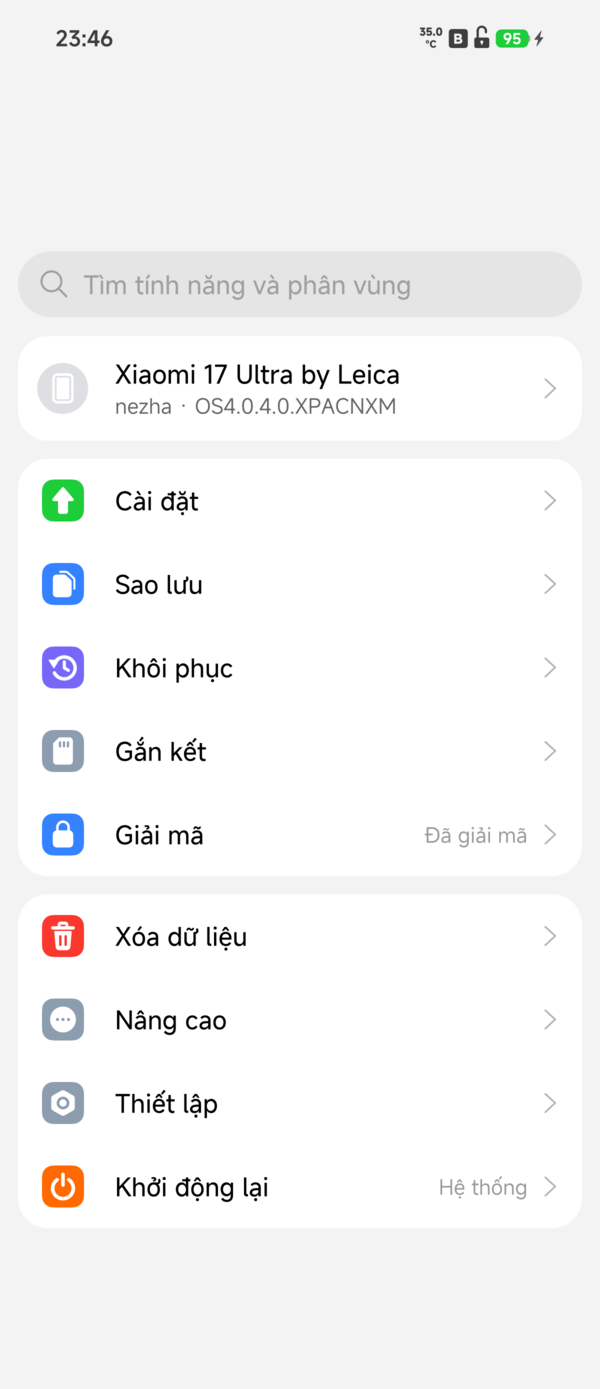 23:46
35.0
°C
B
95
Tìm tính năng và phân vùng
Xiaomi 17 Ultra by Leica
nezha · OS4.0.4.0.XPACNXM
Cài đặt
Sao lưu
Khôi phục
Gắn kết
Giải mã
Đã giải mã
Xóa dữ liệu
Nâng cao
Thiết lập
Khởi động lại
Hệ thống